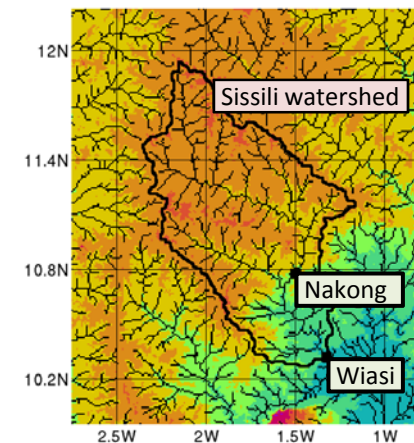 12N
Sissili watershed
11.4N
10.8N
Nakong
10.2N
Wiasi
2.5W 2W 1.5W 1W